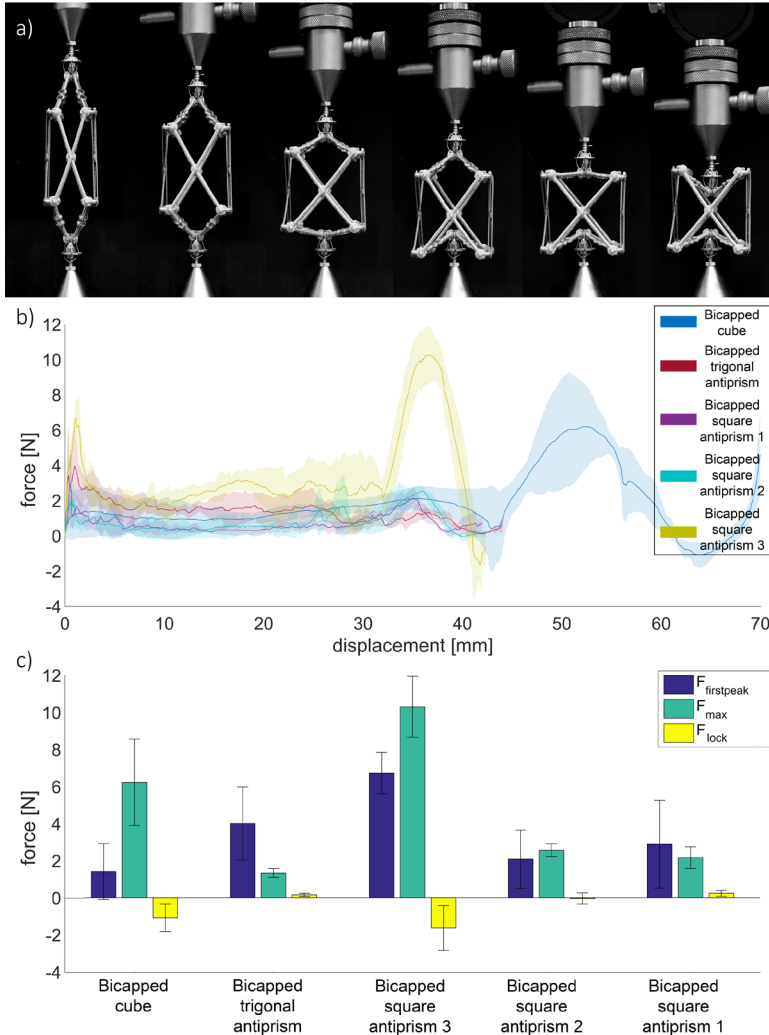 a)
b)
12
10
8
6
4
2
0
-2
-4
force [N]
0
10
20
30
40
50
60
70
displacement [mm]
Bicapped
cube
Bicapped
trigonal
antiprism
Bicapped
square
antiprism 1
Bicapped
square
antiprism 2
Bicapped
square
antiprism 3
c)
12
10
8
6
4
2
0
-2
-4
force [N]
F firstpeak
F max
F lock
Bicapped
cube
Bicapped
trigonal
antiprism
Bicapped
square
antiprism 3
Bicapped
square
antiprism 2
Bicapped
square
antiprism 1